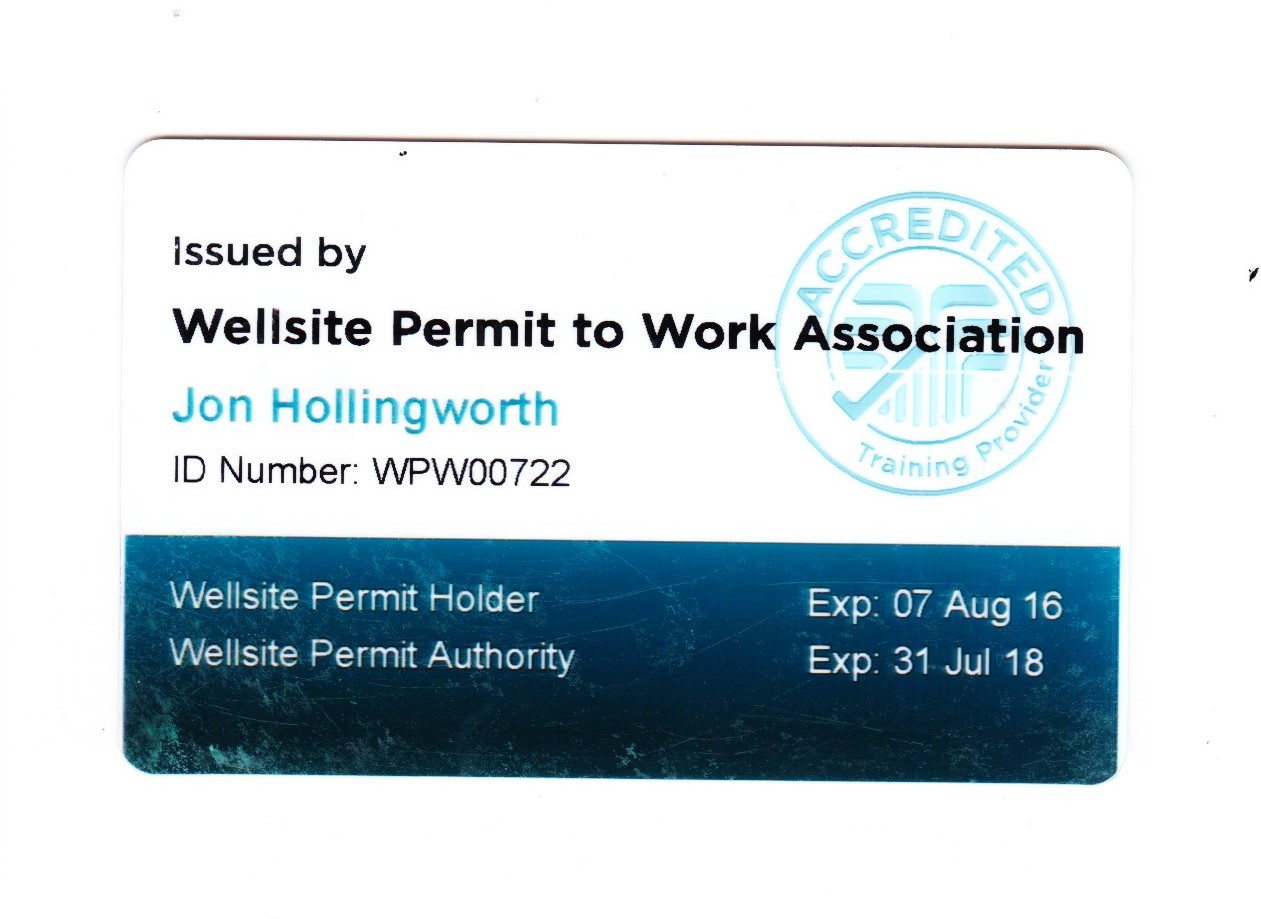 Issued by
Wellsite Permit to Work Association
Jon Hollingworth
ID Number: WPW00722
ACCREDITED
Training Provider
Wellsite Permit Holder Exp: 07 Aug 16
Wellsite Permit Authority Exp: 31 Jul 18